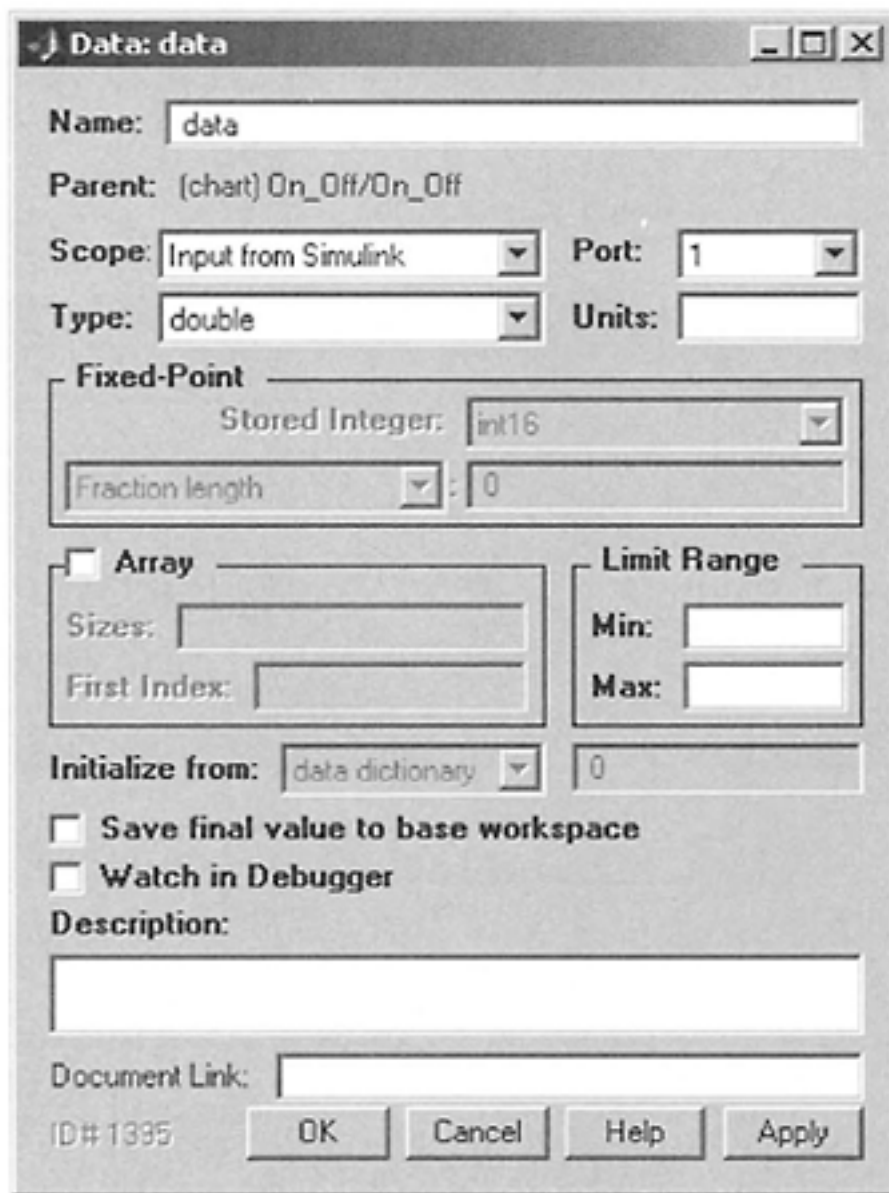 Data: data
Name: data
Parent: (chart) On_Off/On_Off
Scope: Input from Simulink Port: 1
Type: double Units:
Fixed-Point
Stored Integer: int16
Fraction length : 0
Array Limit Range
Sizes: Min:
First Index: Max:
Initialize from: data dictionary 0
Save final value to base workspace
Watch in Debugger
Description:
Document Link:
ID# 1395 OK Cancel Help Apply